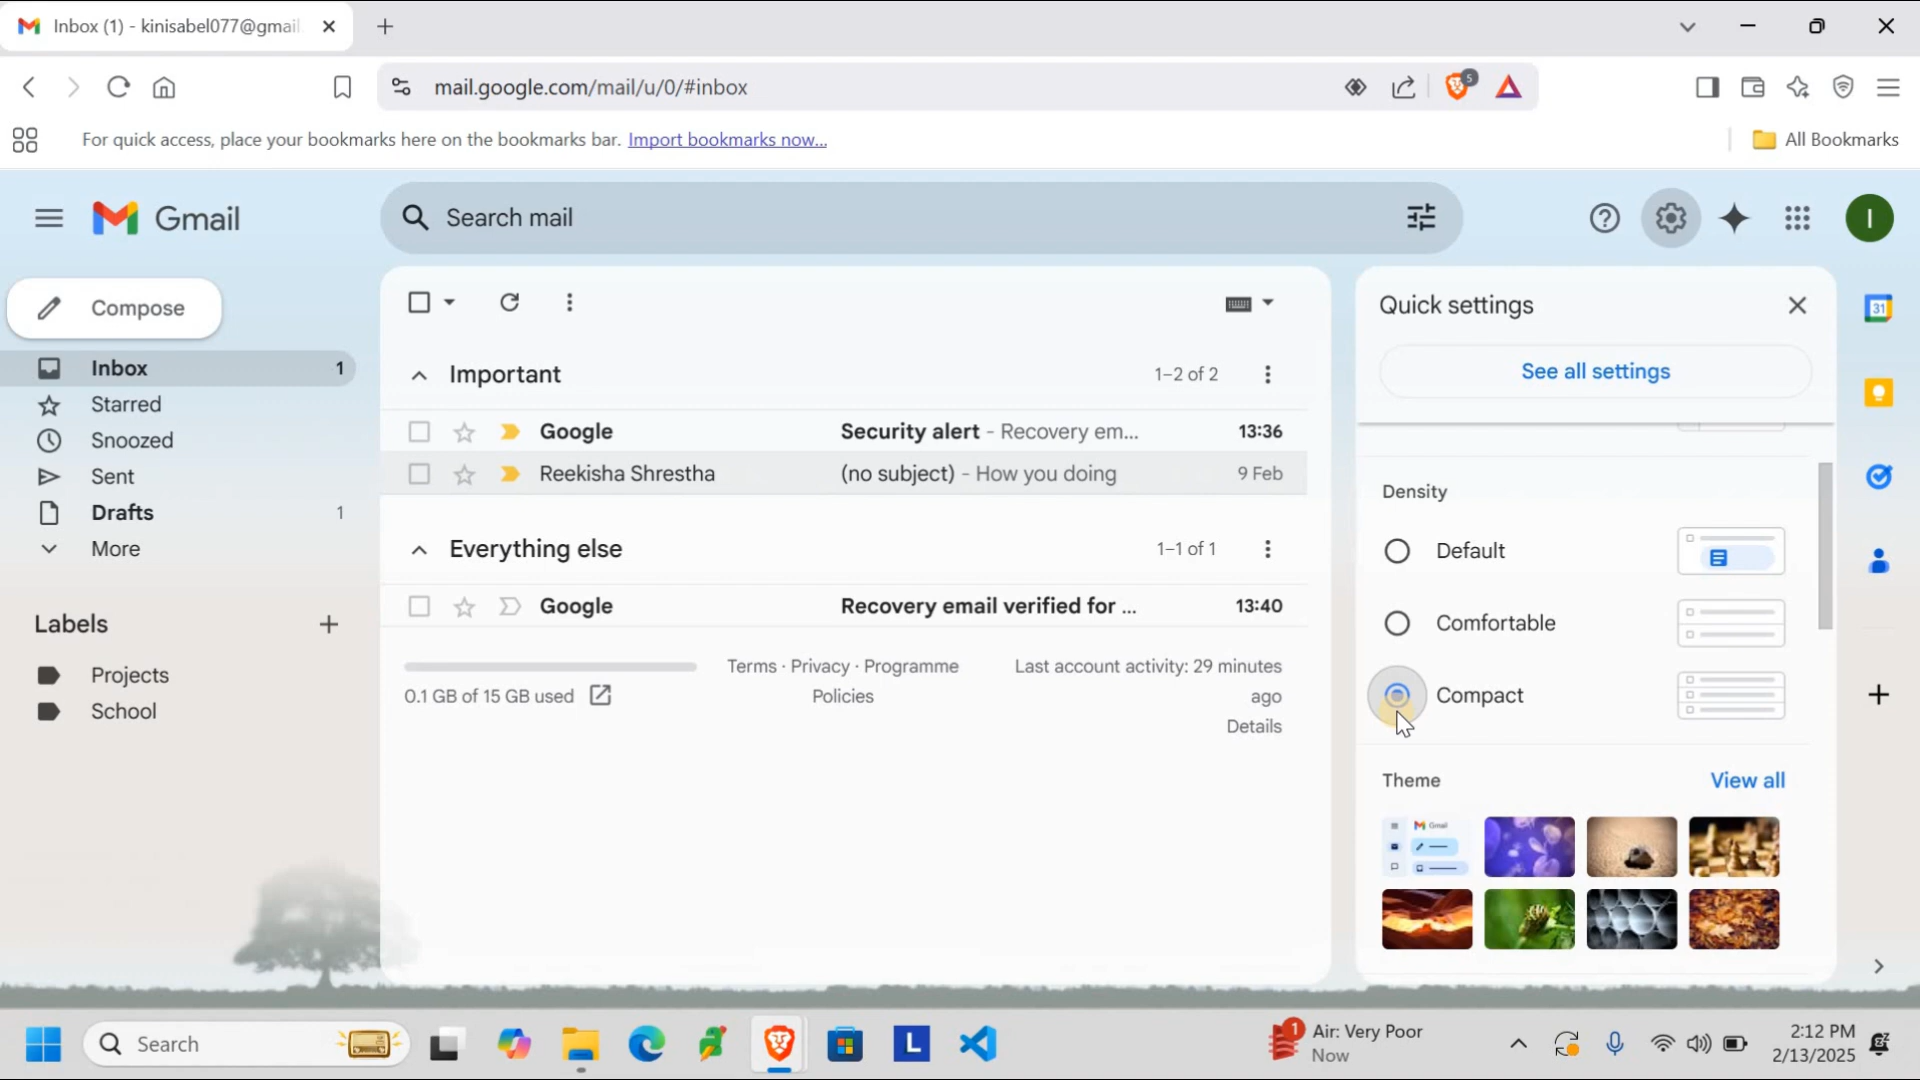 Inbox (1) - kinisabel077@gmail
mail.google.com/mail/u/0/#inbox
5
For quick access, place your bookmarks here on the bookmarks bar. Import bookmarks now...
All Bookmarks
Gmail
Search mail
I
Compose
Inbox 1
Starred
Snoozed
Sent
Drafts 1
More
Labels
Projects
School
Important
1–2 of 2
Google Security alert - Recovery em... 13:36
Reekisha Shrestha (no subject) - How you doing 9 Feb
Everything else
1–1 of 1
Google Recovery email verified for ... 13:40
0.1 GB of 15 GB used
Terms · Privacy · Programme
Policies
Last account activity: 29 minutes
ago
Details
Quick settings
See all settings
Density
Default
Comfortable
Compact
Theme
View all
Gmail
31
Search
L
1
Air: Very Poor
Now
2:12 PM
2/13/2025